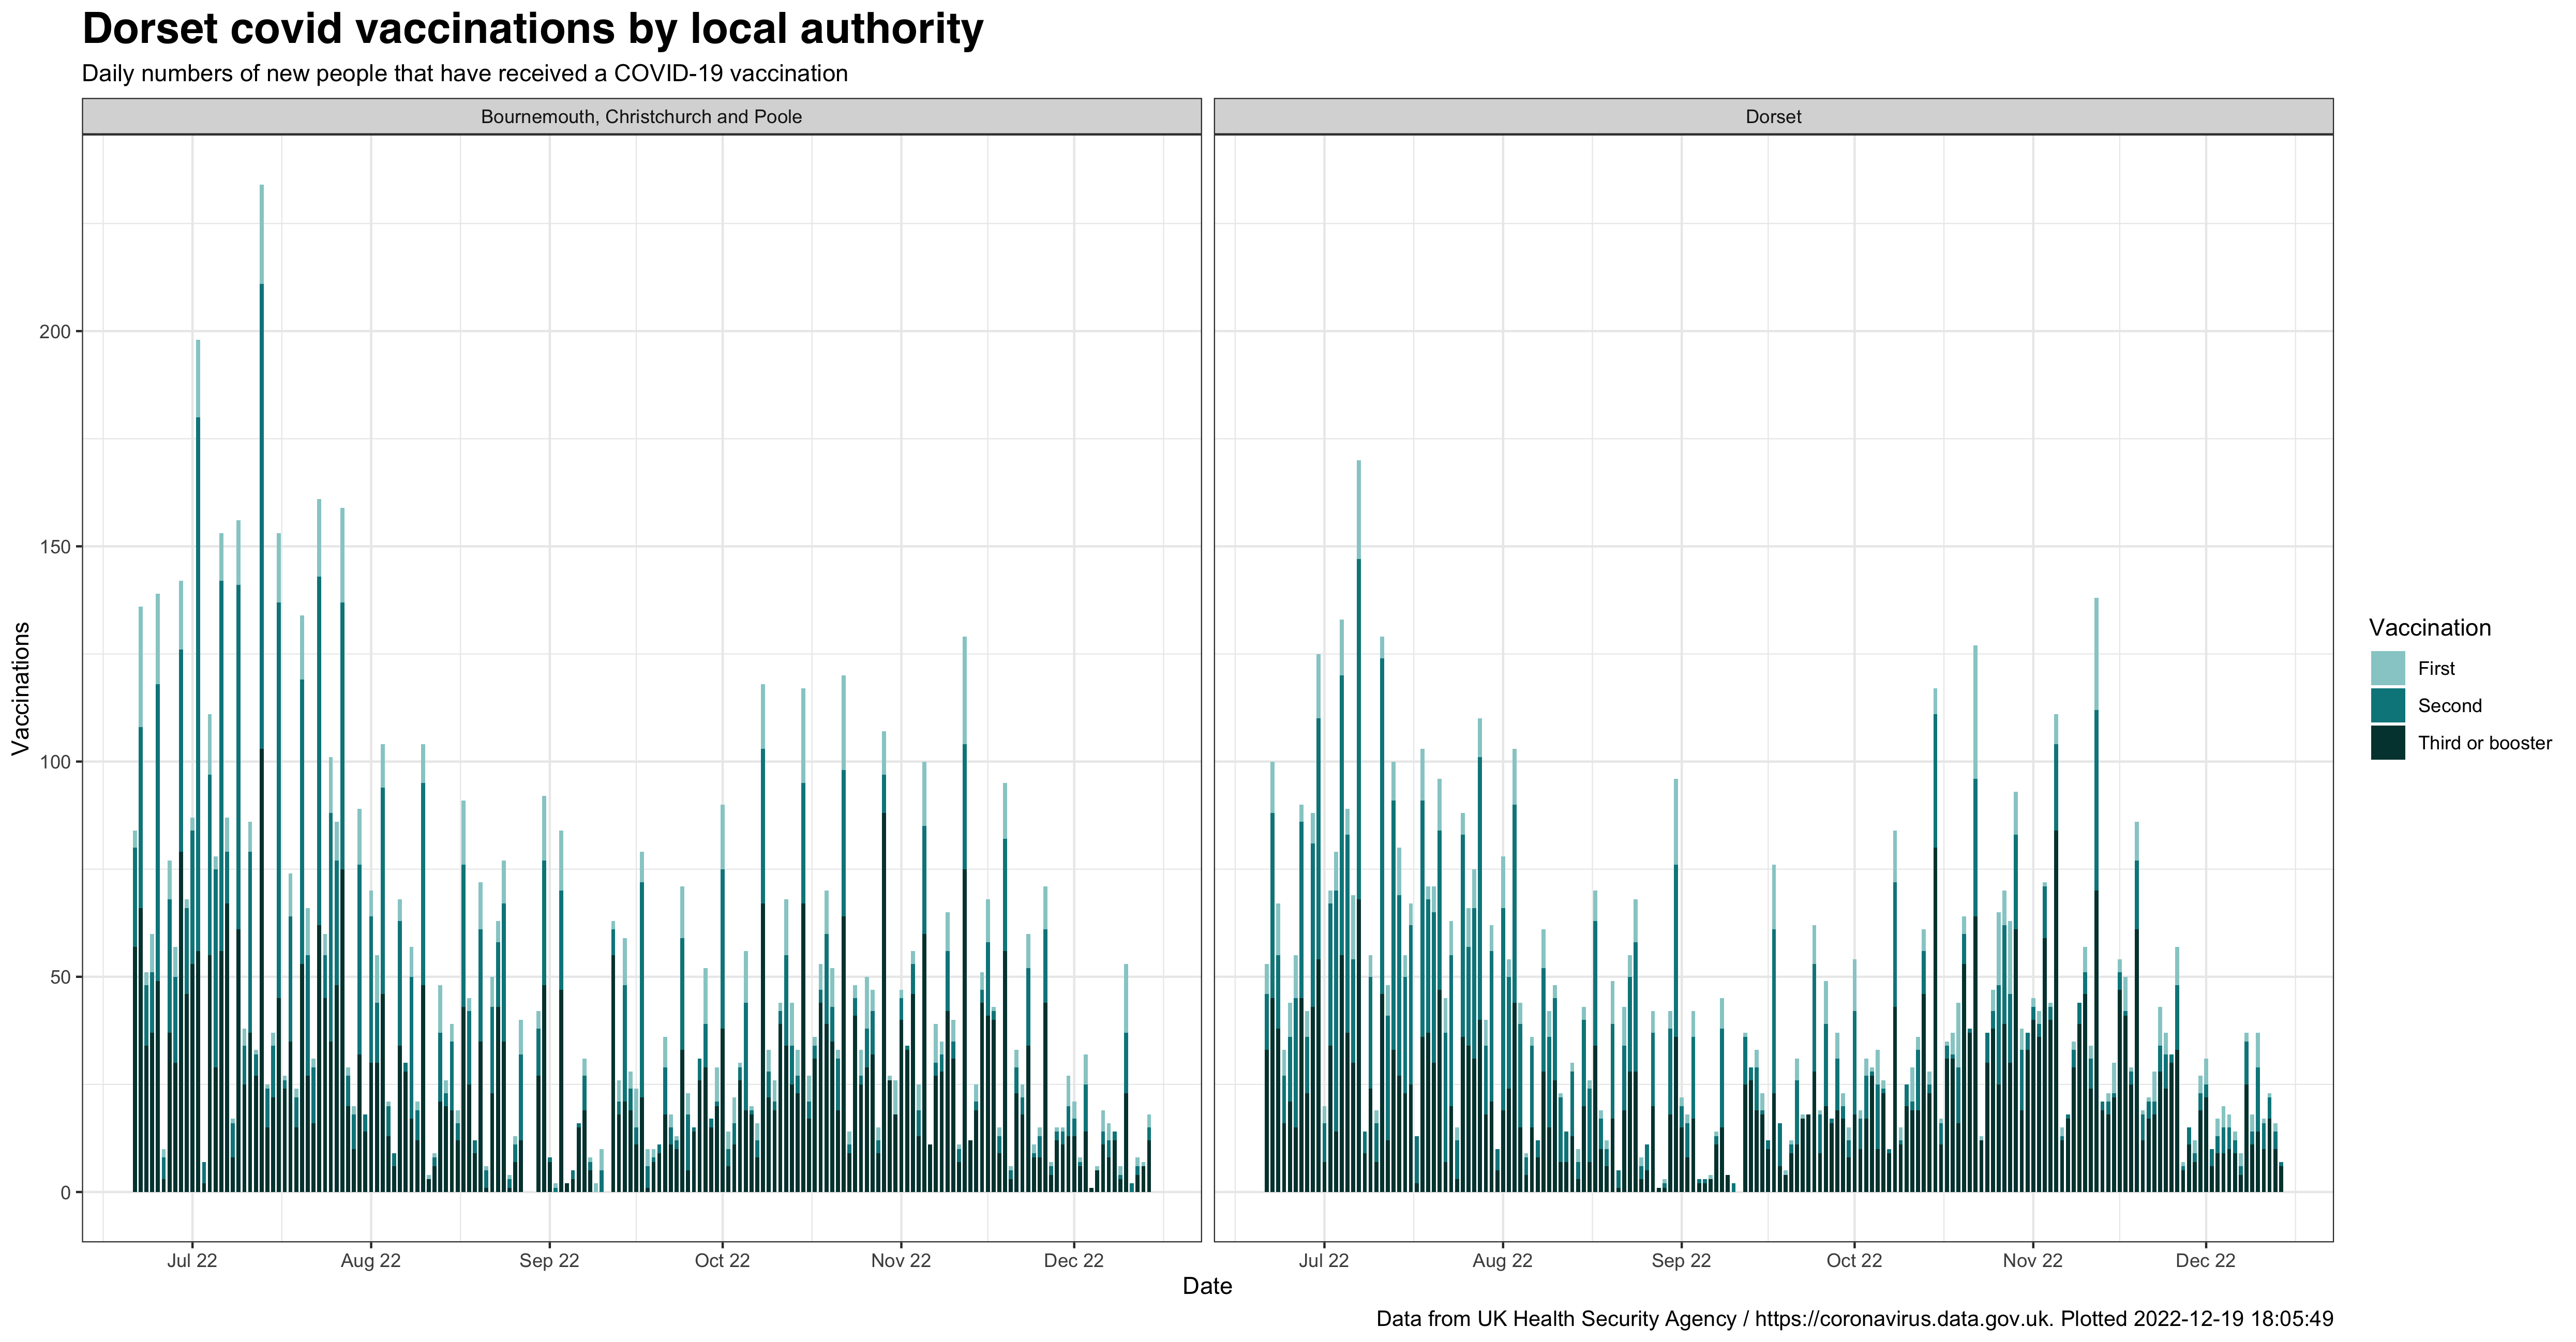 Dorset covid vaccinations by local authority
Daily numbers of new people that have received a COVID-19 vaccination
Bournemouth, Christchurch and Poole
Dorset
Vaccinations
200
150
100
50
0
Jul 22
Aug 22
Sep 22
Oct 22
Nov 22
Dec 22
Jul 22
Aug 22
Sep 22
Oct 22
Nov 22
Dec 22
Date
Vaccination
First
Second
Third or booster
Data from UK Health Security Agency / https://coronavirus.data.gov.uk. Plotted 2022-12-19 18:05:49